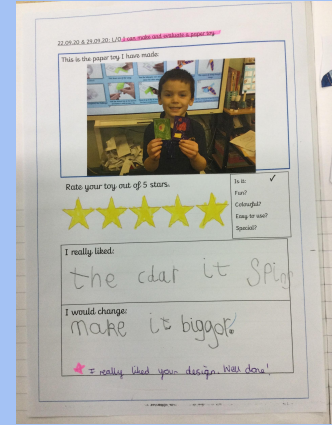 22.09.20 & 29.09.20: L/O I can make and evaluate a paper toy
This is the paper toy I have made:
Rate your toy out of 5 stars.
Is it: ✓
Fun?
Colourful?
Easy to use?
Special?
I really liked:
the cdar it Spins
I would change:
make it biggor.
I really liked your design. Well done!